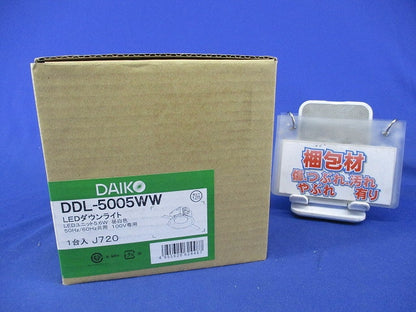 DAIKO
DDL-5005WW
LEDダウンライト
LEDユニット5.6W 昼白色
50Hz/60Hz共用 100V専用
1台入 J720
梱包材
傷つぶれ・汚れ
やぶれ 有り